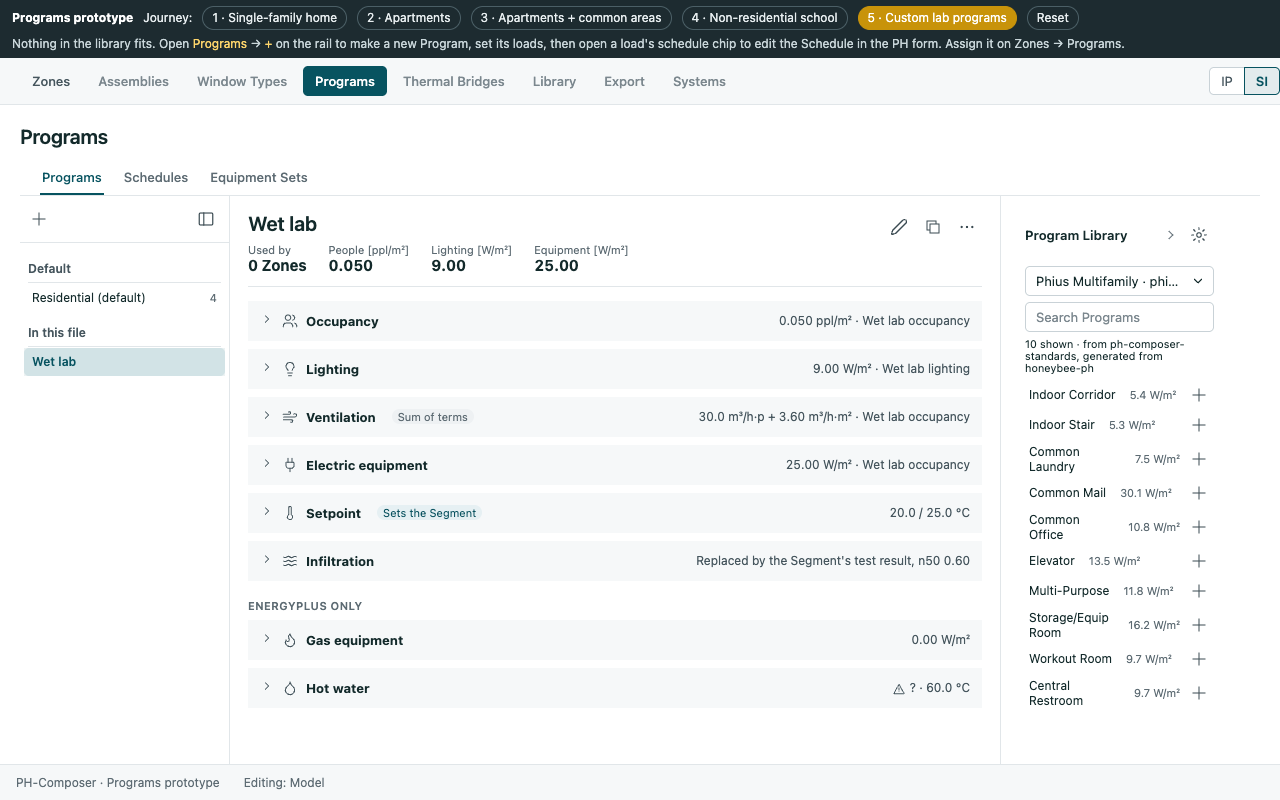 Programs prototype Journey: 1 · Single-family home 2 · Apartments 3 · Apartments + common areas 4 · Non-residential school 5 · Custom lab programs Reset
Nothing in the library fits. Open Programs → + on the rail to make a new Program, set its loads, then open a load's schedule chip to edit the Schedule in the PH form. Assign it on Zones → Programs.
Zones Assemblies Window Types Programs Thermal Bridges Library Export Systems IP SI
Programs
Programs Schedules Equipment Sets
Default
Residential (default) 4
In this file
Wet lab
Wet lab
Used by People [ppl/m²] Lighting [W/m²] Equipment [W/m²]
0 Zones 0.050 9.00 25.00
Occupancy 0.050 ppl/m² · Wet lab occupancy
Lighting 9.00 W/m² · Wet lab lighting
Ventilation Sum of terms 30.0 m³/h·p + 3.60 m³/h·m² · Wet lab occupancy
Electric equipment 25.00 W/m² · Wet lab occupancy
Setpoint Sets the Segment 20.0 / 25.0 °C
Infiltration Replaced by the Segment's test result, n50 0.60
ENERGYPLUS ONLY
Gas equipment 0.00 W/m²
Hot water ? · 60.0 °C
Program Library
Phius Multifamily · phi...
Search Programs
10 shown · from ph-composer-
standards, generated from
honeybee-ph
Indoor Corridor 5.4 W/m²
Indoor Stair 5.3 W/m²
Common
Laundry 7.5 W/m²
Common Mail 30.1 W/m²
Common
Office 10.8 W/m²
Elevator 13.5 W/m²
Multi-Purpose 11.8 W/m²
Storage/Equip
Room 16.2 W/m²
Workout Room 9.7 W/m²
Central
Restroom 9.7 W/m²
PH-Composer · Programs prototype Editing: Model